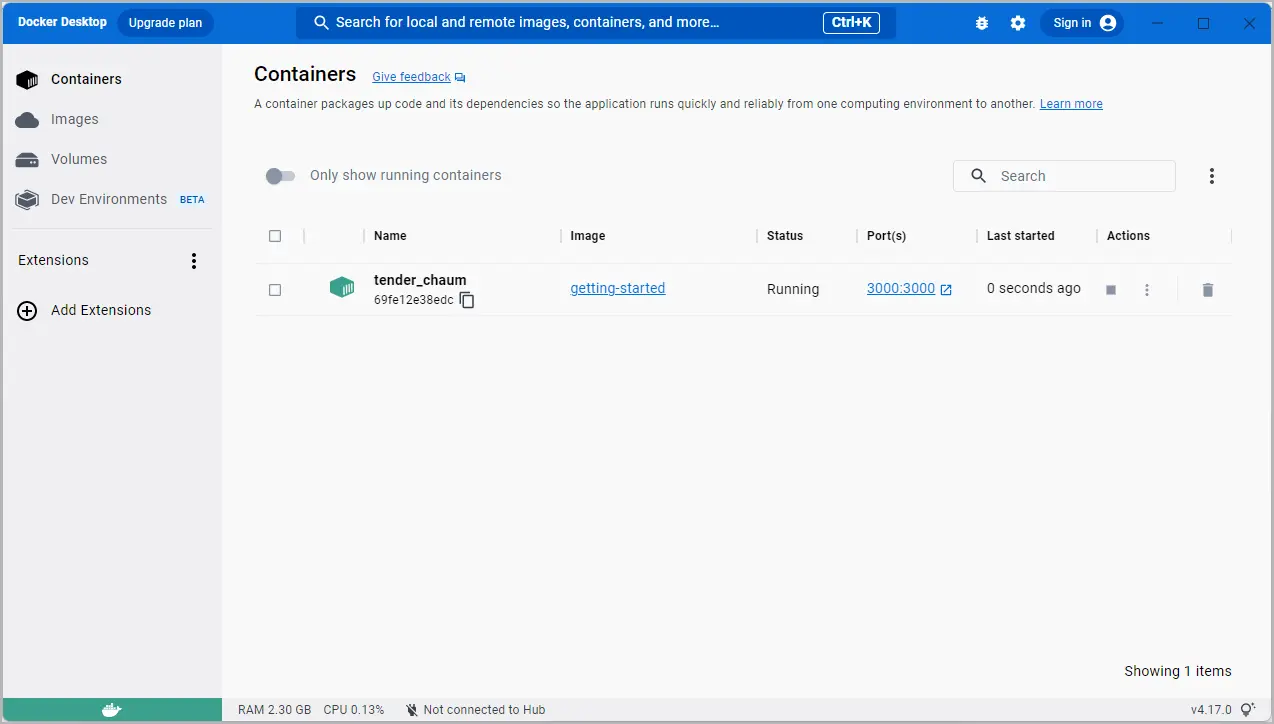 Docker Desktop Upgrade plan Search for local and remote images, containers, and more... Ctrl+K Sign in
Containers
Images
Volumes
Dev Environments BETA
Extensions
Add Extensions
Containers Give feedback
A container packages up code and its dependencies so the application runs quickly and reliably from one computing environment to another. Learn more
Only show running containers Search
Name Image Status Port(s) Last started Actions
tender_chaum getting-started Running 3000:3000 0 seconds ago
69fe12e38edc
Showing 1 items
RAM 2.30 GB CPU 0.13% Not connected to Hub v4.17.0